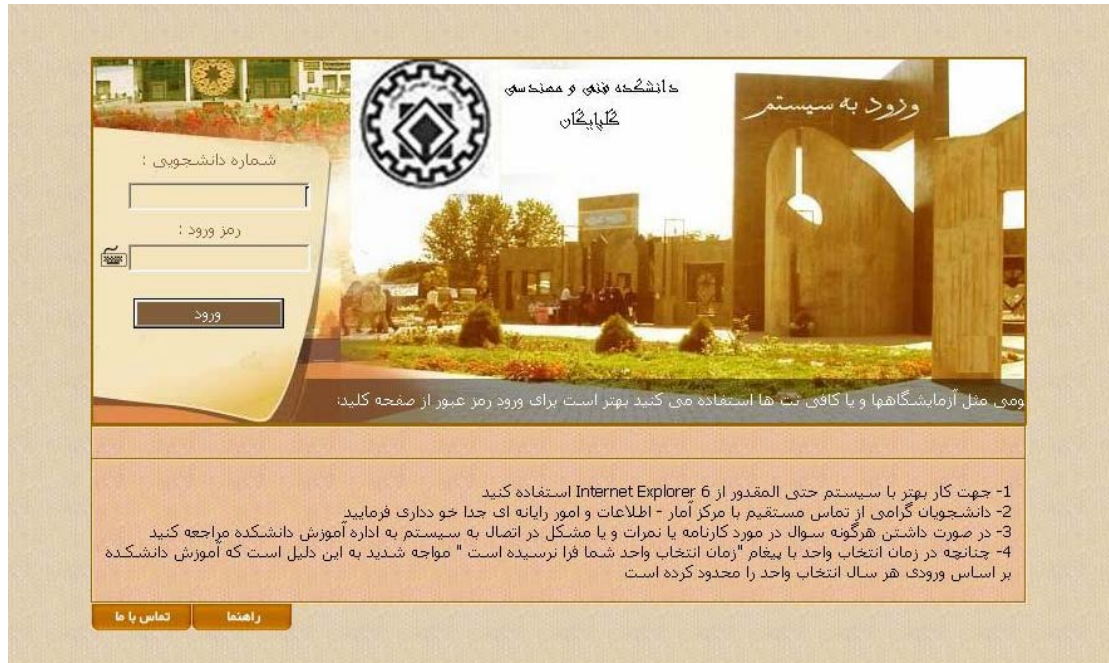 دانشکده فنی و مهندسی
گلپایگان
ورود به سیستم
شماره دانشجویی :
رمز ورود :
ورود
ومی مثل آزمایشگاهها و یا کافی نت ها استفاده می کنید بهتر است برای ورود رمز عبور از صفحه کلید
1- جهت کار بهتر با سیستم حتی المقدور از Internet Explorer 6 استفاده کنید
2- دانشجویان گرامی از تماس مستقیم با مرکز آمار - اطلاعات و امور رایانه ای جدا خو دداری فرمایید
3- در صورت داشتن هرگونه سوال در مورد کارنامه یا نمرات و یا مشکل در اتصال به سیستم به اداره آموزش دانشکده مراجعه کنید
4- چنانچه در زمان انتخاب واحد با پیغام "زمان انتخاب واحد شما فرا نرسیده است " مواجه شدید به این دلیل است که آموزش دانشکده
بر اساس ورودی هر سال انتخاب واحد را محدود کرده است
راهنما
تماس با ما